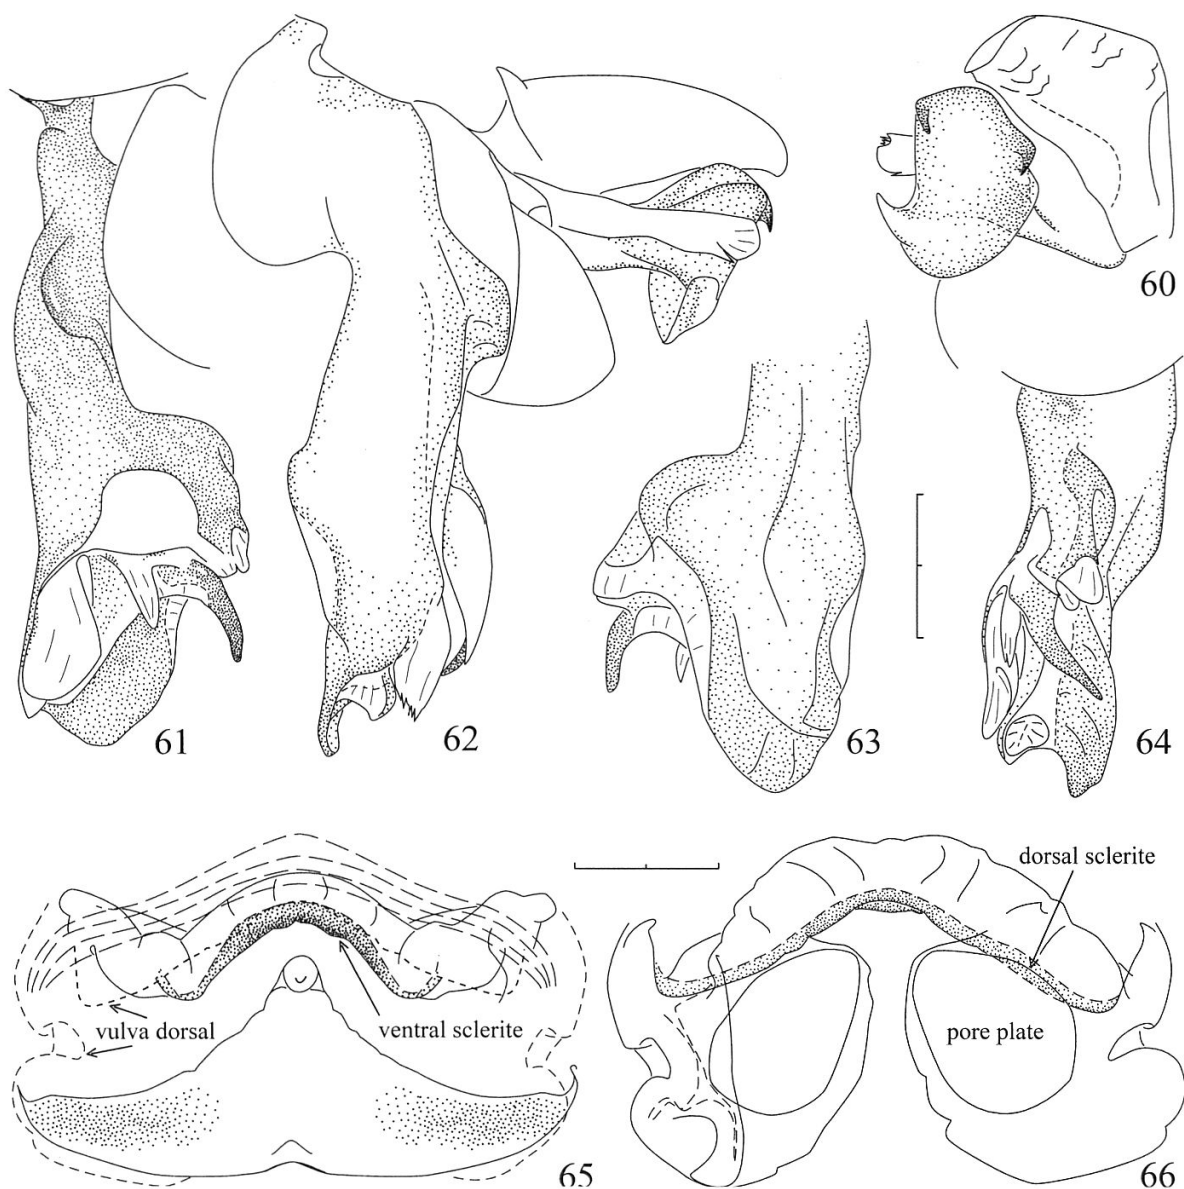 60
61
62
63
64
dorsal sclerite
vulva dorsal
ventral sclerite
pore plate
65
66